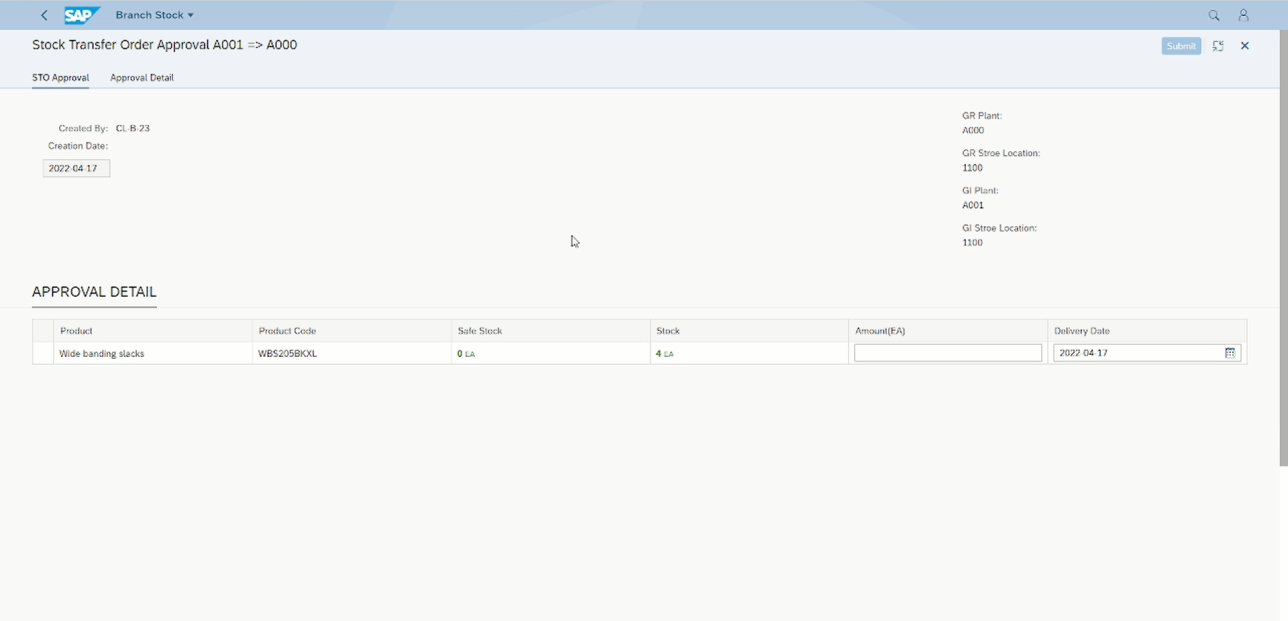 SAP Branch Stock
Stock Transfer Order Approval A001 => A000
Submit
STO Approval Approval Detail
Created By: CL-B-23
Creation Date:
2022-04-17
GR Plant:
A000
GR Stroe Location:
1100
GI Plant:
A001
GI Stroe Location:
1100
APPROVAL DETAIL
Product Product Code Safe Stock Stock Amount(EA) Delivery Date
Wide banding slacks WBS205BKXL 0 EA 4 EA 2022-04-17